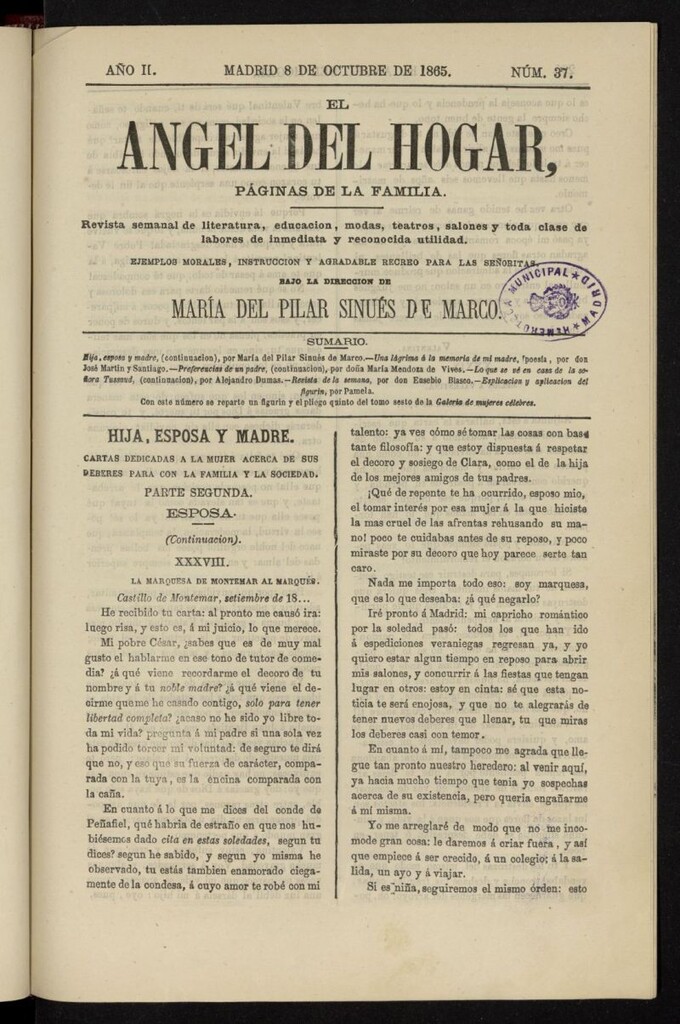 AÑO II. MADRID 8 DE OCTUBRE DE 1865. NÚM. 37.
EL
ANGEL DEL HOGAR,
PÁGINAS DE LA FAMILIA.
Revista semanal de literatura, educacion, modas, teatros, salones y toda clase de
labores de inmediata y reconocida utilidad.
EJEMPLOS MORALES, INSTRUCCION Y AGRADABLE RECREO PARA LAS SEÑORITAS.
BAJO LA DIRECCION DE
MARÍA DEL PILAR SINUÉS DE MARCO.
HEMEROTECA MUNICIPAL * MADRID *
SUMARIO.
Hija, esposa y madre, (continuacion), por María del Pilar Sinués de Marco.—Una lágrima á la memoria de mi madre, poesía, por don
José Martin y Santiago.—Preferencias de un padre, (continuacion), por doña María Mendoza de Vives.—Lo que se vé en casa de la se-
ñora Tussaud, (continuacion), por Alejandro Dumas.—Revista de la semana, por don Eusebio Blasco.—Esplicacion y aplicacion del
figurin, por Pamela.
Con este número se reparte un figurin y el pliego quinto del tomo sesto de la Galería de mujeres célebres.
HIJA, ESPOSA Y MADRE.
CARTAS DEDICADAS A LA MUJER ACERCA DE SUS
DEBERES PARA CON LA FAMILIA Y LA SOCIEDAD.
PARTE SEGUNDA.
ESPOSA.
(Continuacion).
XXXVIII.
LA MARQUESA DE MONTEMAR AL MARQUÉS.
Castillo de Montemar, setiembre de 18...
He recibido tu carta: al pronto me causó ira:
luego risa, y esto es, á mi juicio, lo que merece.
Mi pobre César, ¿sabes que es de muy mal
gusto el hablarme en ese tono de tutor de come-
dia? ¿á qué viene recordarme el decoro de tu
nombre y á tu noble madre? ¿á qué viene el de-
cirme que me he casado contigo, solo para tener
libertad completa? ¿acaso no he sido yo libre to-
da mi vida? pregunta á mi padre si una sola vez
ha podido torcer mi voluntad: de seguro te dirá
que no, y eso que su fuerza de carácter, compa-
rada con la tuya, es la encina comparada con
la caña.
En cuanto á lo que me dices del conde de
Peñafiel, qué habria de estraño en que nos hu-
biésemos dado cita en estas soledades, segun tu
dices? segun he sabido, y segun yo misma he
observado, tu estás tambien enamorado ciega-
mente de la condesa, á cuyo amor te robé con mi
talento: ya ves cómo sé tomar las cosas con bas-
tante filosofía: y que estoy dispuesta á respetar
el decoro y sosiego de Clara, como el de la hija
de los mejores amigos de tus padres.
¡Qué de repente te ha ocurrido, esposo mio,
el tomar interés por esa mujer á la que hiciste
la mas cruel de las afrentas rehusando su ma-
no! poco te cuidabas antes de su reposo, y poco
miraste por su decoro que hoy parece serte tan
caro.
Nada me importa todo eso: soy marquesa,
que es lo que deseaba: ¿á qué negarlo?
Iré pronto á Madrid: mi capricho romántico
por la soledad pasó: todos los que han ido
á espediciones veraniegas regresan ya, y yo
quiero estar algun tiempo en reposo para abrir
mis salones, y concurrir á las fiestas que tengan
lugar en otros: estoy en cinta: sé que esta no-
ticia te será enojosa, y que no te alegrarás de
tener nuevos deberes que llenar, tu que miras
los deberes casi con temor.
En cuanto á mí, tampoco me agrada que lle-
gue tan pronto nuestro heredero: al venir aquí,
ya hacia mucho tiempo que tenia yo sospechas
acerca de su existencia, pero queria engañarme
á mí misma.
Yo me arreglaré de modo que no me inco-
mode gran cosa: le daremos á criar fuera, y así
que empiece á ser crecido, á un colegio; á la sa-
lida, un ayo y á viajar.
Si es niña, seguiremos el mismo órden: esto